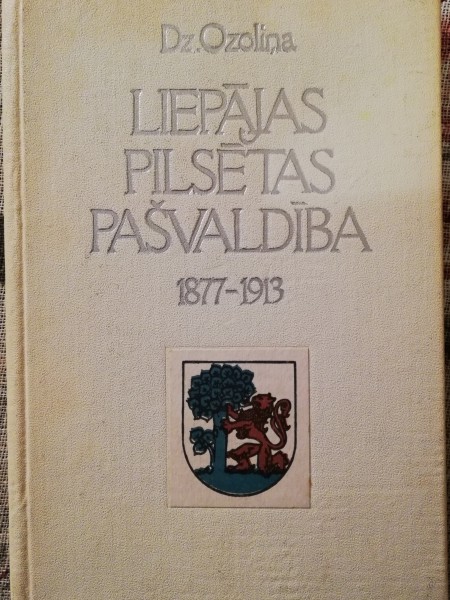 Dz. Ozoliņa
LIEPĀJAS
PILSĒTAS
PAŠVALDĪBA
1877-1913